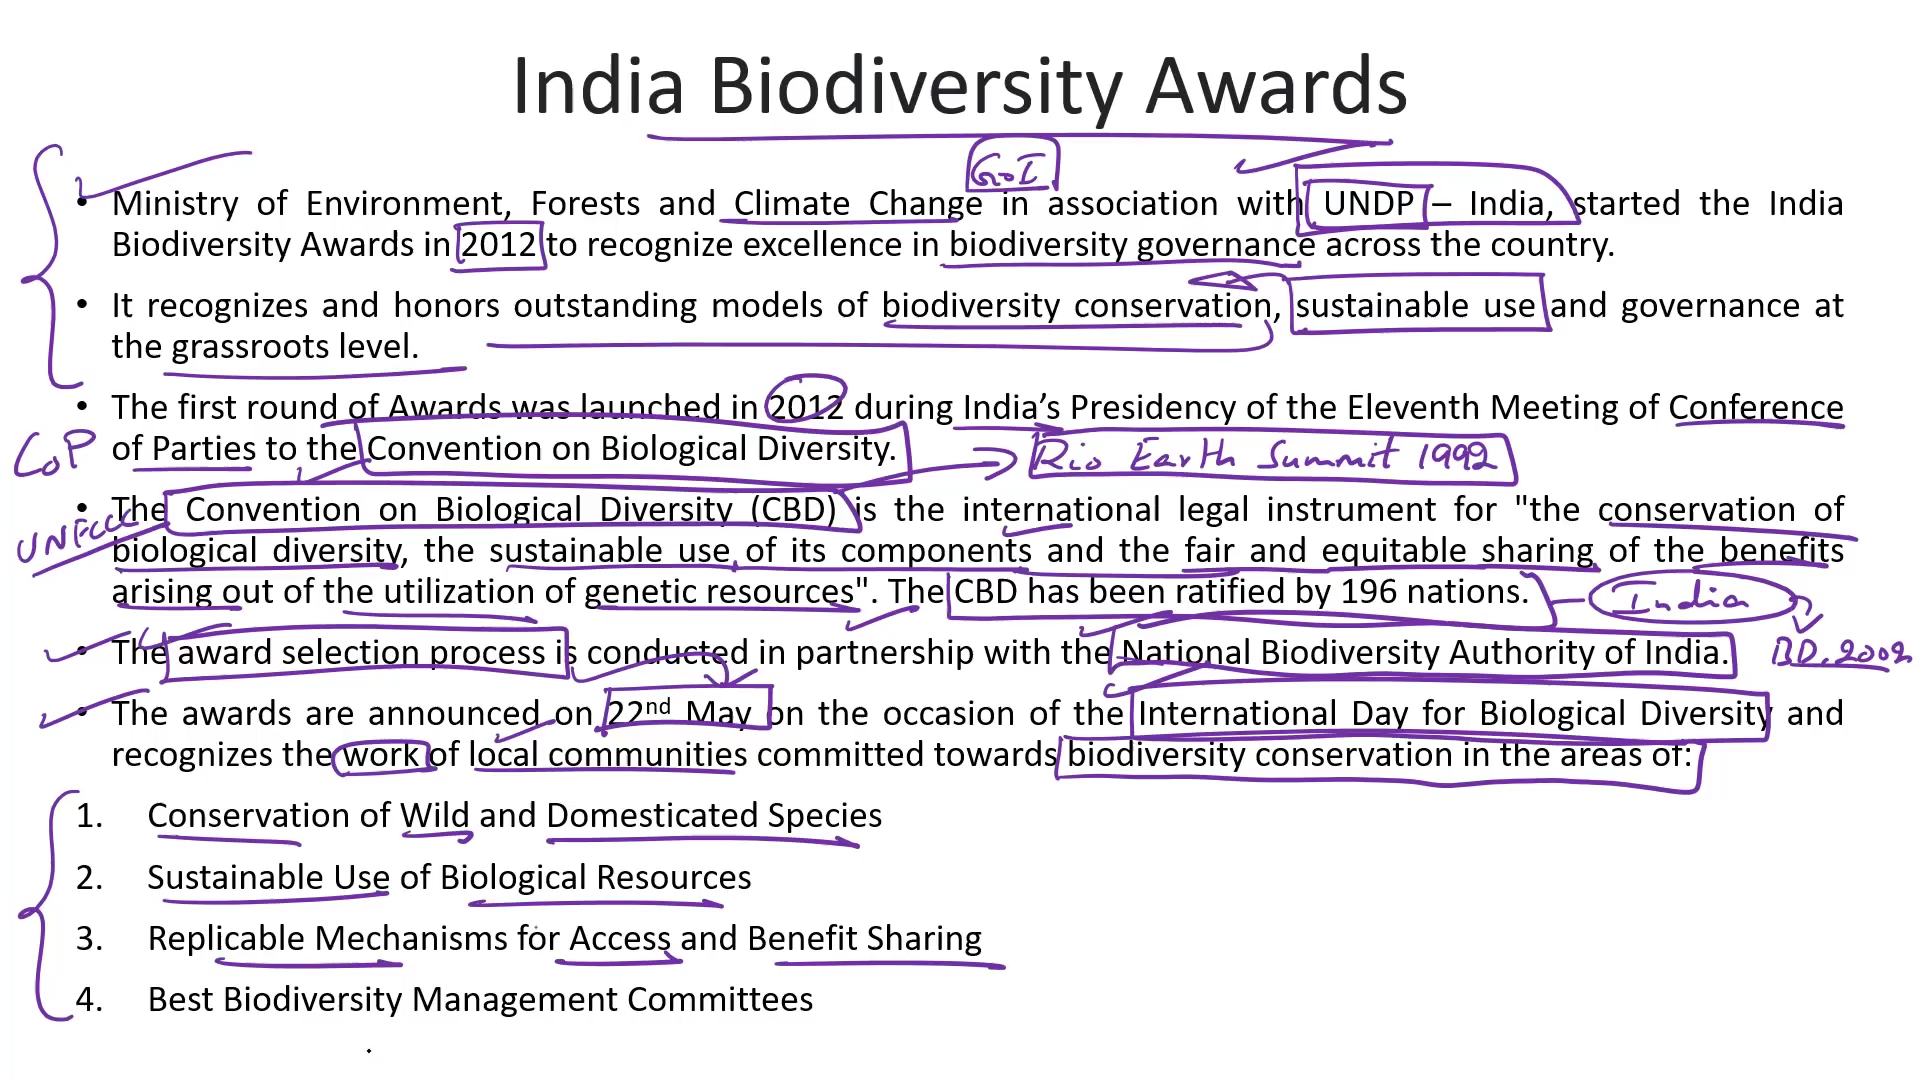 India Biodiversity Awards
GoI
• Ministry of Environment, Forests and Climate Change in association with UNDP – India, started the India
Biodiversity Awards in 2012 to recognize excellence in biodiversity governance across the country.
• It recognizes and honors outstanding models of biodiversity conservation, sustainable use and governance at
the grassroots level.
• The first round of Awards was launched in 2012 during India’s Presidency of the Eleventh Meeting of Conference
CoP
of Parties to the Convention on Biological Diversity.
Rio Earth Summit 1992
• The Convention on Biological Diversity (CBD) is the international legal instrument for "the conservation of
UNFCCC
biological diversity, the sustainable use of its components and the fair and equitable sharing of the benefits
arising out of the utilization of genetic resources". The CBD has been ratified by 196 nations.
India
• The award selection process is conducted in partnership with the National Biodiversity Authority of India.
BD, 2002
• The awards are announced on 22nd May on the occasion of the International Day for Biological Diversity and
recognizes the work of local communities committed towards biodiversity conservation in the areas of:
1. Conservation of Wild and Domesticated Species
2. Sustainable Use of Biological Resources
3. Replicable Mechanisms for Access and Benefit Sharing
4. Best Biodiversity Management Committees